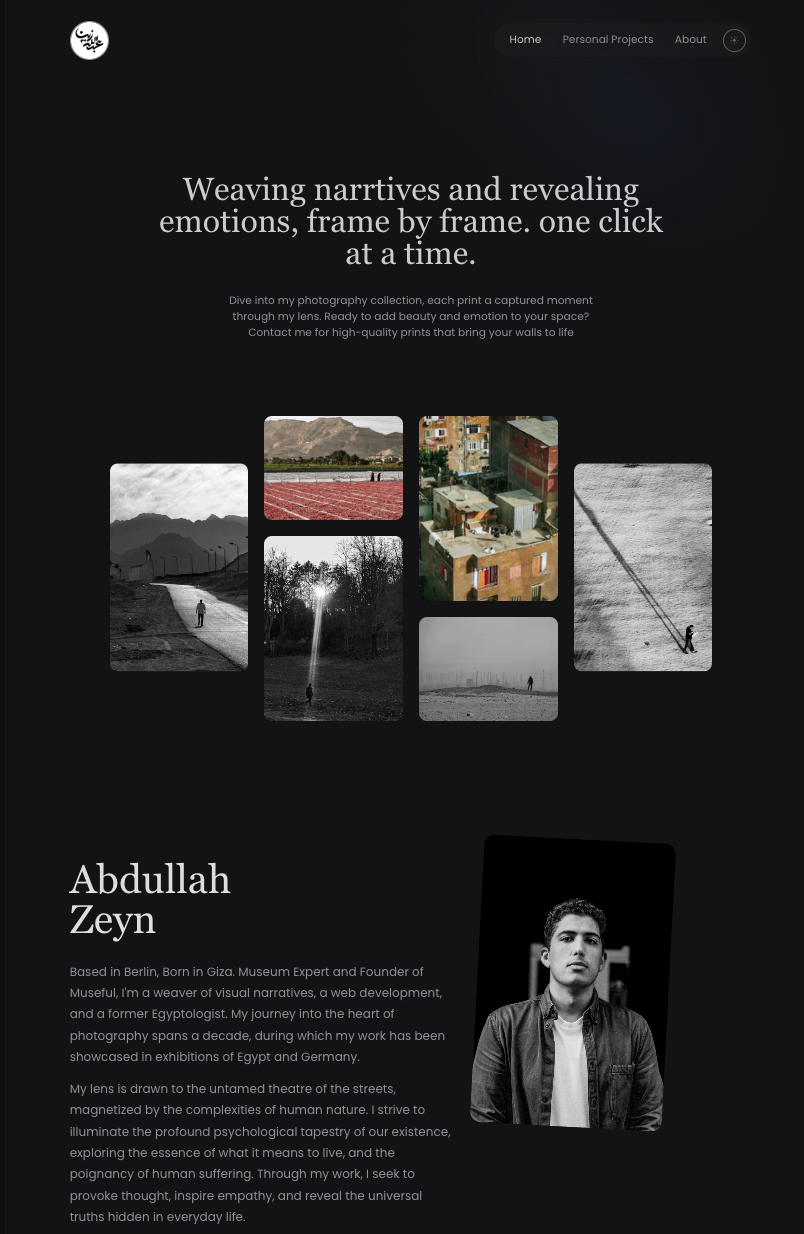 عبدالله زين
Home
Personal Projects
About
Weaving narrtives and revealing
emotions, frame by frame. one click
at a time.
Dive into my photography collection, each print a captured moment
through my lens. Ready to add beauty and emotion to your space?
Contact me for high-quality prints that bring your walls to life
Abdullah
Zeyn
Based in Berlin, Born in Giza. Museum Expert and Founder of
Museful, I'm a weaver of visual narratives, a web development,
and a former Egyptologist. My journey into the heart of
photography spans a decade, during which my work has been
showcased in exhibitions of Egypt and Germany.
My lens is drawn to the untamed theatre of the streets,
magnetized by the complexities of human nature. I strive to
illuminate the profound psychological tapestry of our existence,
exploring the essence of what it means to live, and the
poignancy of human suffering. Through my work, I seek to
provoke thought, inspire empathy, and reveal the universal
truths hidden in everyday life.